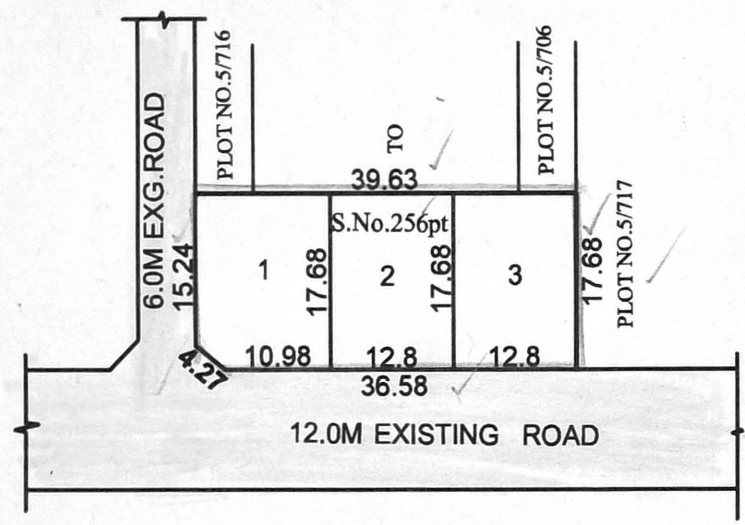 PLOT NO.5/716
TO
PLOT NO.5/706
6.0M EXG.ROAD
39.63
S.No.256pt
15.24
1
17.68
2
17.68
3
17.68
PLOT NO.5/717
4.27
10.98
12.8
12.8
36.58
12.0M EXISTING ROAD